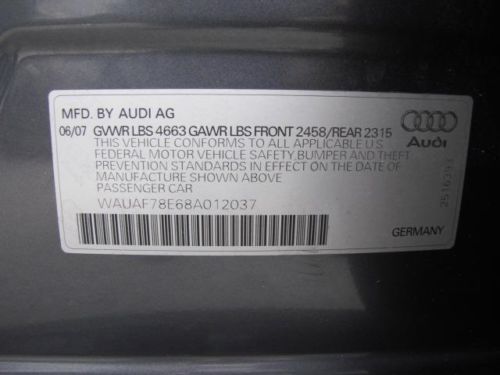 MFD. BY AUDI AG
06/07 GVWR LBS 4663 GAWR LBS FRONT 2458/REAR 2315
THIS VEHICLE CONFORMS TO ALL APPLICABLE U.S.
FEDERAL MOTOR VEHICLE SAFETY, BUMPER AND THEFT
PREVENTION STANDARDS IN EFFECT ON THE DATE OF
MANUFACTURE SHOWN ABOVE
PASSENGER CAR
WAUAF78E68A012037
Audi
GERMANY